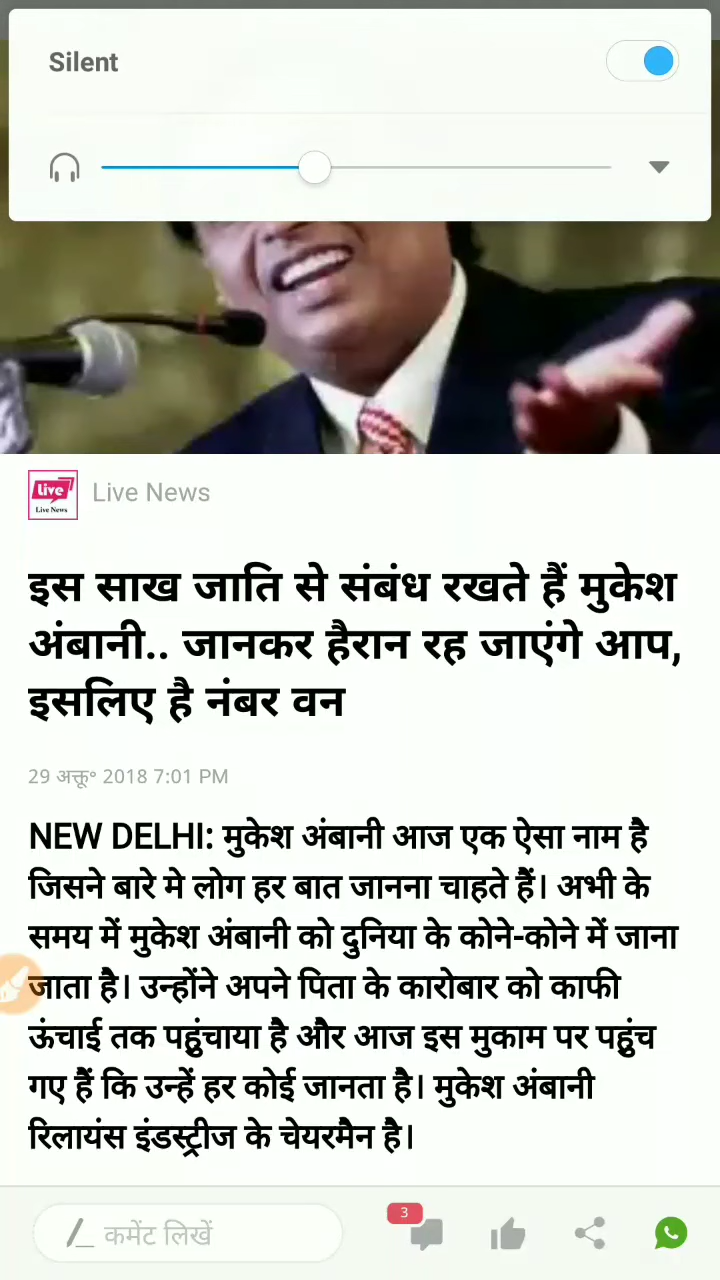 Silent
Live
Live News
Live News
इस साख जाति से संबंध रखते हैं मुकेश
अंबानी.. जानकर हैरान रह जाएंगे आप,
इसलिए है नंबर वन
29 अक्तू॰ 2018 7:01 PM
NEW DELHI: मुकेश अंबानी आज एक ऐसा नाम है
जिसने बारे मे लोग हर बात जानना चाहते हैं। अभी के
समय में मुकेश अंबानी को दुनिया के कोने-कोने में जाना
जाता है। उन्होंने अपने पिता के कारोबार को काफी
ऊंचाई तक पहुंचाया है और आज इस मुकाम पर पहुंच
गए हैं कि उन्हें हर कोई जानता है। मुकेश अंबानी
रिलायंस इंडस्ट्रीज के चेयरमैन है।
3
कमेंट लिखें